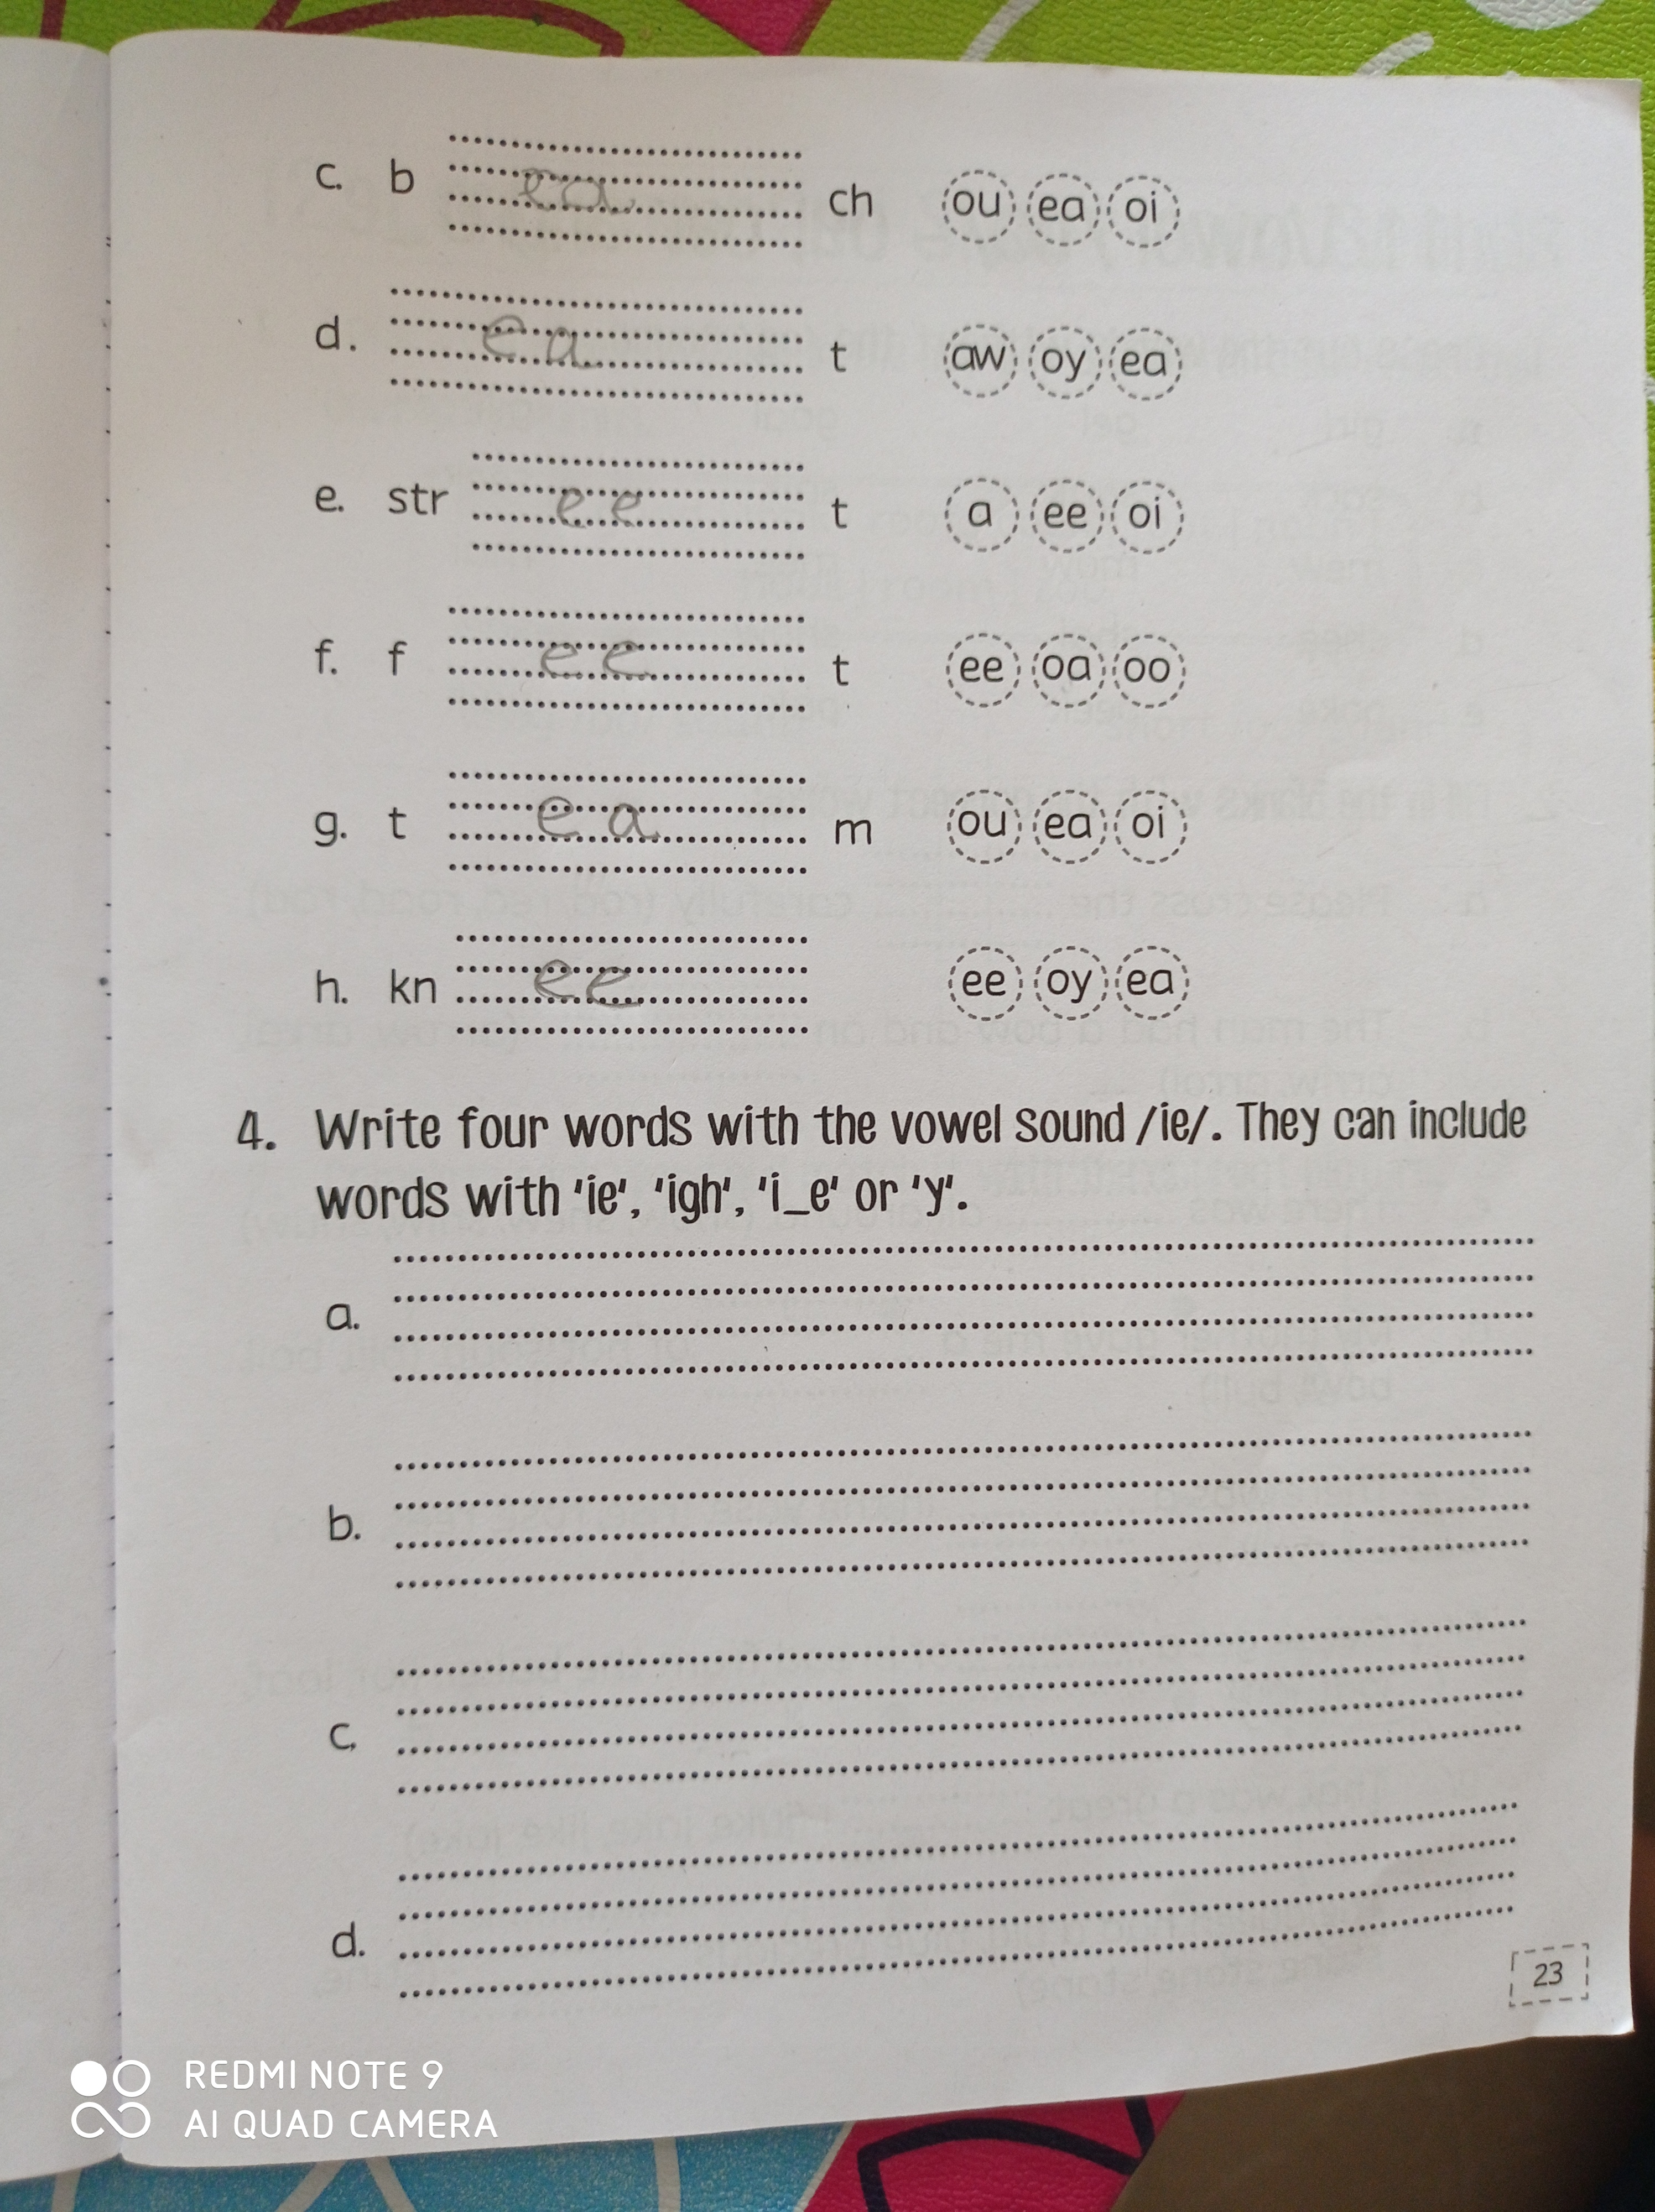 c. b ea ch ou ea oi
d. ea t aw oy ea
e. str ee t a ee oi
f. f ee t ee oa oo
g. t ea m ou ea oi
h. kn ee ee oy ea
4. Write four words with the vowel sound /ie/. They can include
words with 'ie', 'igh', 'i_e' or 'y'.
a.
b.
c.
d.
23
REDMI NOTE 9
AI QUAD CAMERA